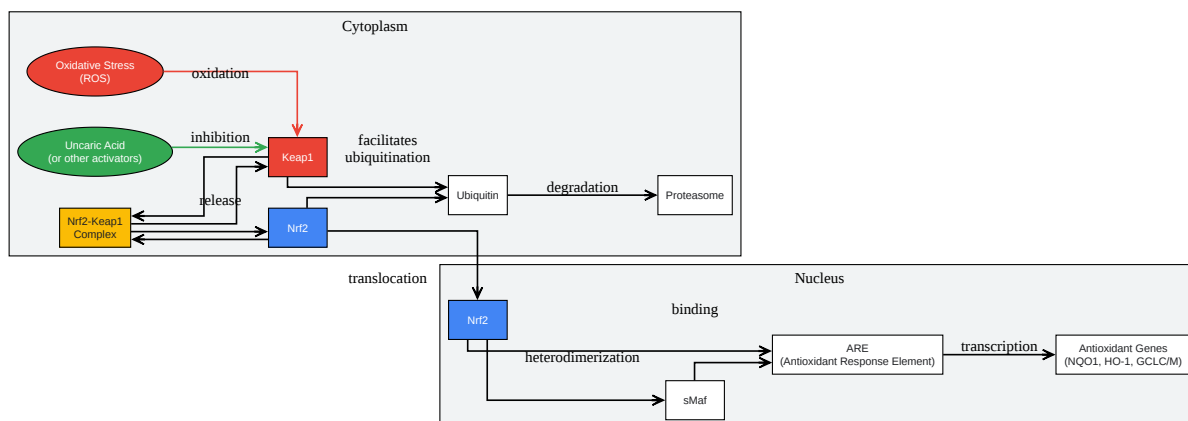 Cytoplasm
Oxidative Stress
(ROS)
oxidation
Uncaric Acid
(or other activators)
inhibition
Keap1
facilitates
ubiquitination
Ubiquitin
degradation
Proteasome
release
Nrf2-Keap1
Complex
Nrf2
translocation
Nucleus
Nrf2
binding
heterodimerization
ARE
(Antioxidant Response Element)
transcription
Antioxidant Genes
(NQO1, HO-1, GCLC/M)
sMaf